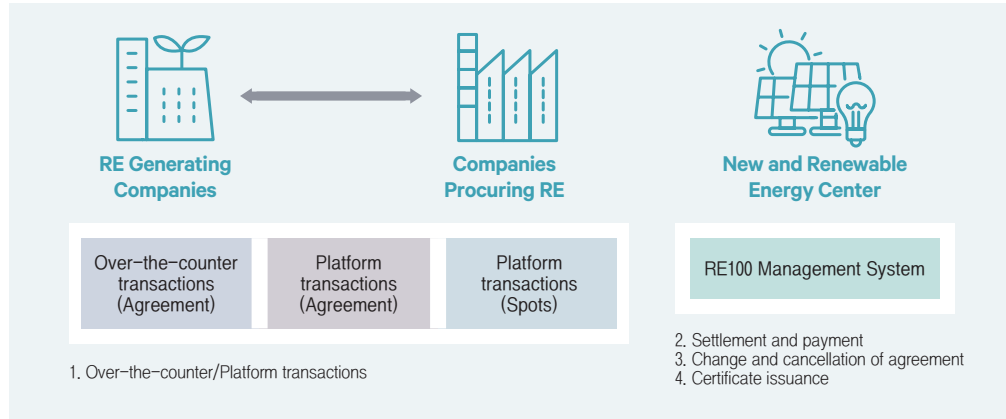 RE Generating
Companies
Companies
Procuring RE
New and Renewable
Energy Center
Over-the-counter
transactions
(Agreement)
Platform
transactions
(Agreement)
Platform
transactions
(Spots)
RE100 Management System
1. Over-the-counter/Platform transactions
2. Settlement and payment
3. Change and cancellation of agreement
4. Certificate issuance